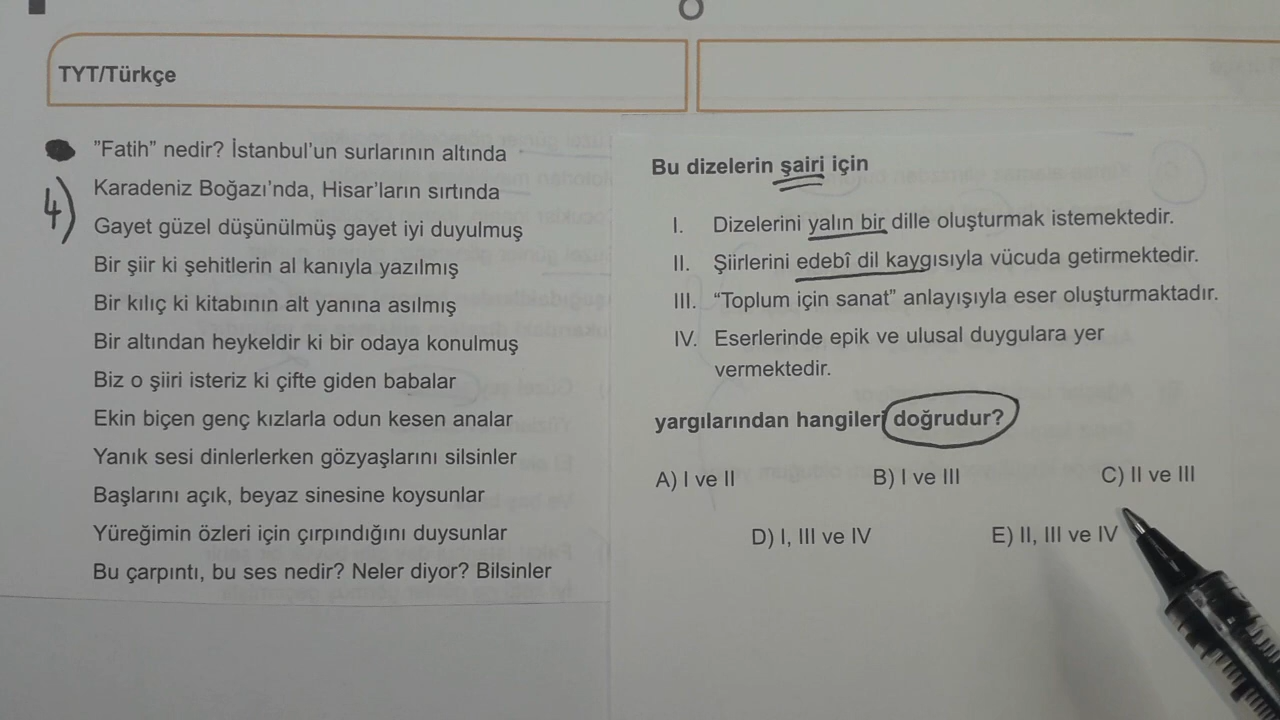 TYT/Türkçe
4)
"Fatih" nedir? İstanbul'un surlarının altında
Karadeniz Boğazı'nda, Hisar'ların sırtında
Gayet güzel düşünülmüş gayet iyi duyulmuş
Bir şiir ki şehitlerin al kanıyla yazılmış
Bir kılıç ki kitabının alt yanına asılmış
Bir altından heykeldir ki bir odaya konulmuş
Biz o şiiri isteriz ki çifte giden babalar
Ekin biçen genç kızlarla odun kesen analar
Yanık sesi dinlerlerken gözyaşlarını silsinler
Başlarını açık, beyaz sinesine koysunlar
Yüreğimin özleri için çırpındığını duysunlar
Bu çarpıntı, bu ses nedir? Neler diyor? Bilsinler
Bu dizelerin şairi için
I. Dizelerini yalın bir dille oluşturmak istemektedir.
II. Şiirlerini edebî dil kaygısıyla vücuda getirmektedir.
III. "Toplum için sanat" anlayışıyla eser oluşturmaktadır.
IV. Eserlerinde epik ve ulusal duygulara yer
vermektedir.
yargılarından hangileri doğrudur?
A) I ve II B) I ve III C) II ve III
D) I, III ve IV E) II, III ve IV